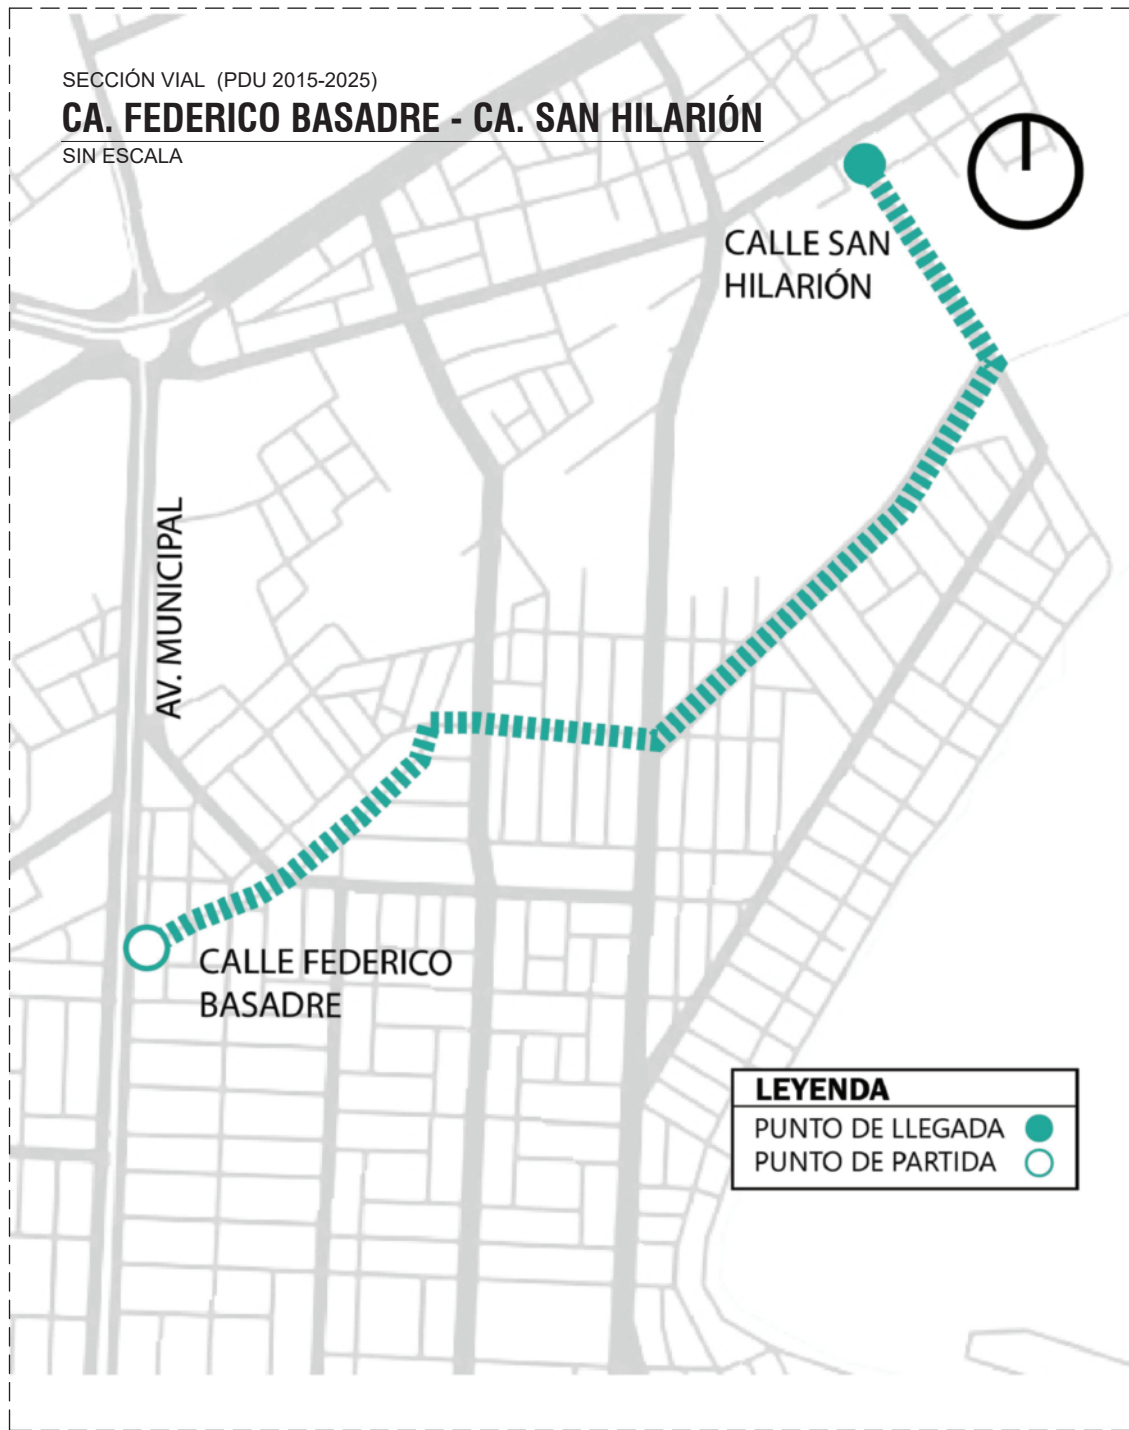 SECCIÓN VIAL (PDU 2015-2025)
CA. FEDERICO BASADRE - CA. SAN HILARIÓN
SIN ESCALA
CALLE SAN
HILARIÓN
AV. MUNICIPAL
CALLE FEDERICO
BASADRE
LEYENDA
PUNTO DE LLEGADA
PUNTO DE PARTIDA